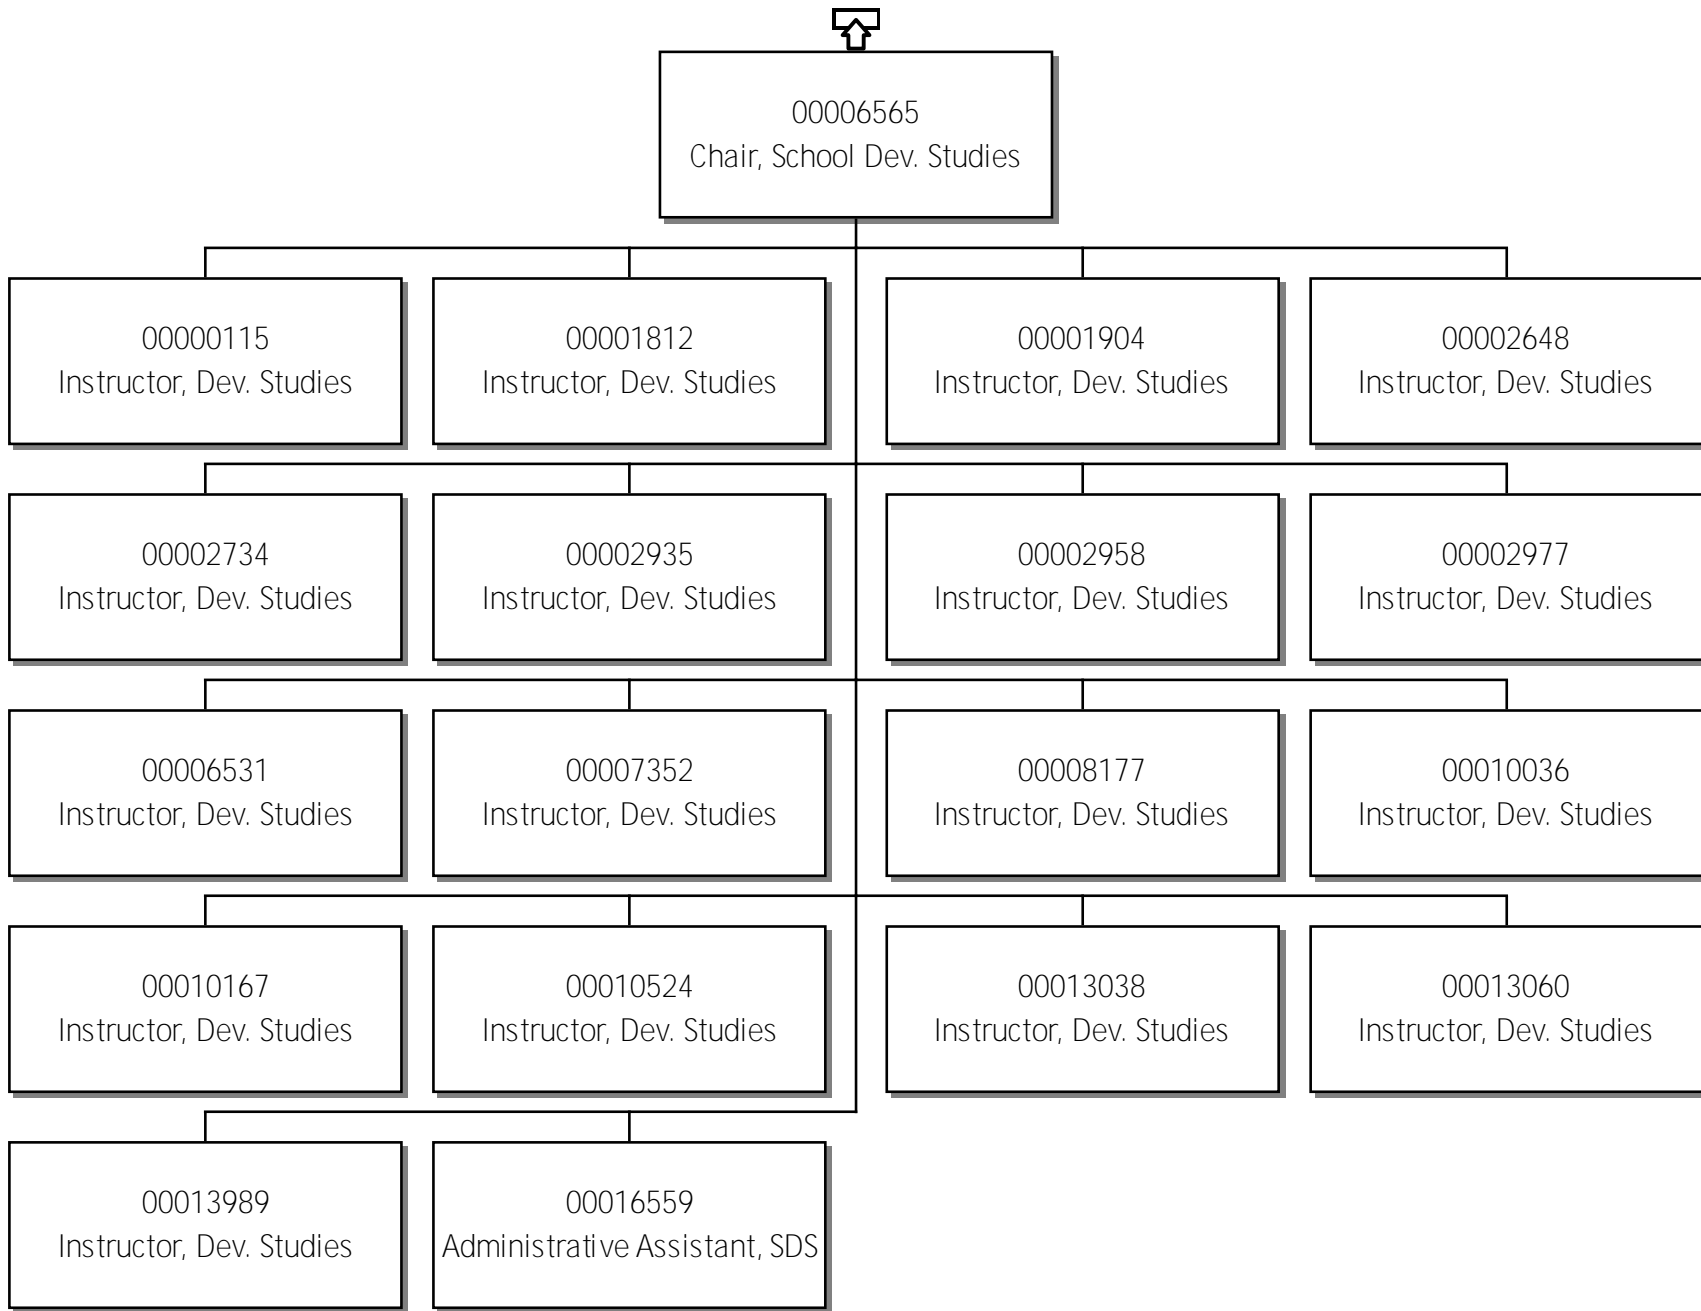 00006565
Chair, School Dev. Studies
00000115
Instructor, Dev. Studies
00001812
Instructor, Dev. Studies
00001904
Instructor, Dev. Studies
00002648
Instructor, Dev. Studies
00002734
Instructor, Dev. Studies
00002935
Instructor, Dev. Studies
00002958
Instructor, Dev. Studies
00002977
Instructor, Dev. Studies
00006531
Instructor, Dev. Studies
00007352
Instructor, Dev. Studies
00008177
Instructor, Dev. Studies
00010036
Instructor, Dev. Studies
00010167
Instructor, Dev. Studies
00010524
Instructor, Dev. Studies
00013038
Instructor, Dev. Studies
00013060
Instructor, Dev. Studies
00013989
Instructor, Dev. Studies
00016559
Administrative Assistant, SDS